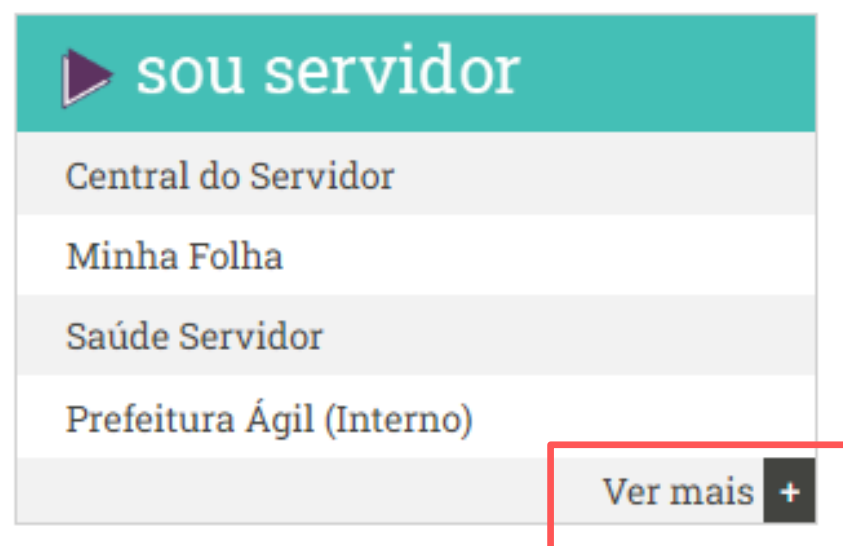 sou servidor
Central do Servidor
Minha Folha
Saúde Servidor
Prefeitura Ágil (Interno)
Ver mais +